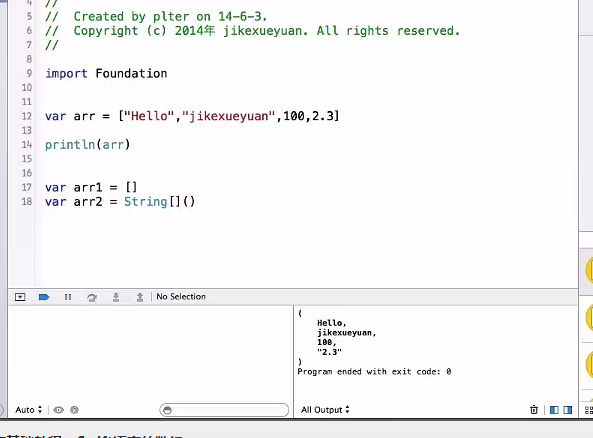 4 //
5 //  Created by plter on 14-6-3.
6 //  Copyright (c) 2014年 jikexueyuan. All rights reserved.
7 //
8
9 import Foundation
10
11
12 var arr = ["Hello","jikexueyuan",100,2.3]
13
14 println(arr)
15
16
17 var arr1 = []
18 var arr2 = String[]()
No Selection
(
    Hello,
    jikexueyuan,
    100,
    "2.3"
)
Program ended with exit code: 0
Auto
All Output